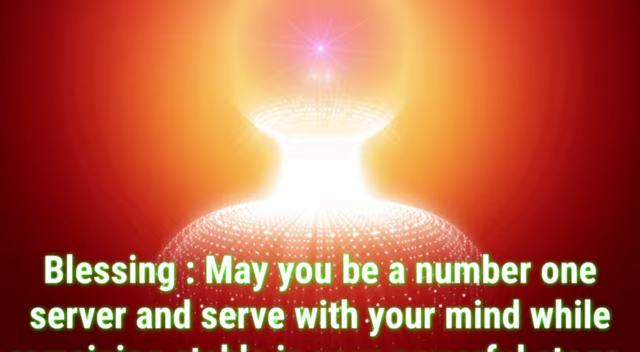 Blessing : May you be a number one
server and serve with your mind while